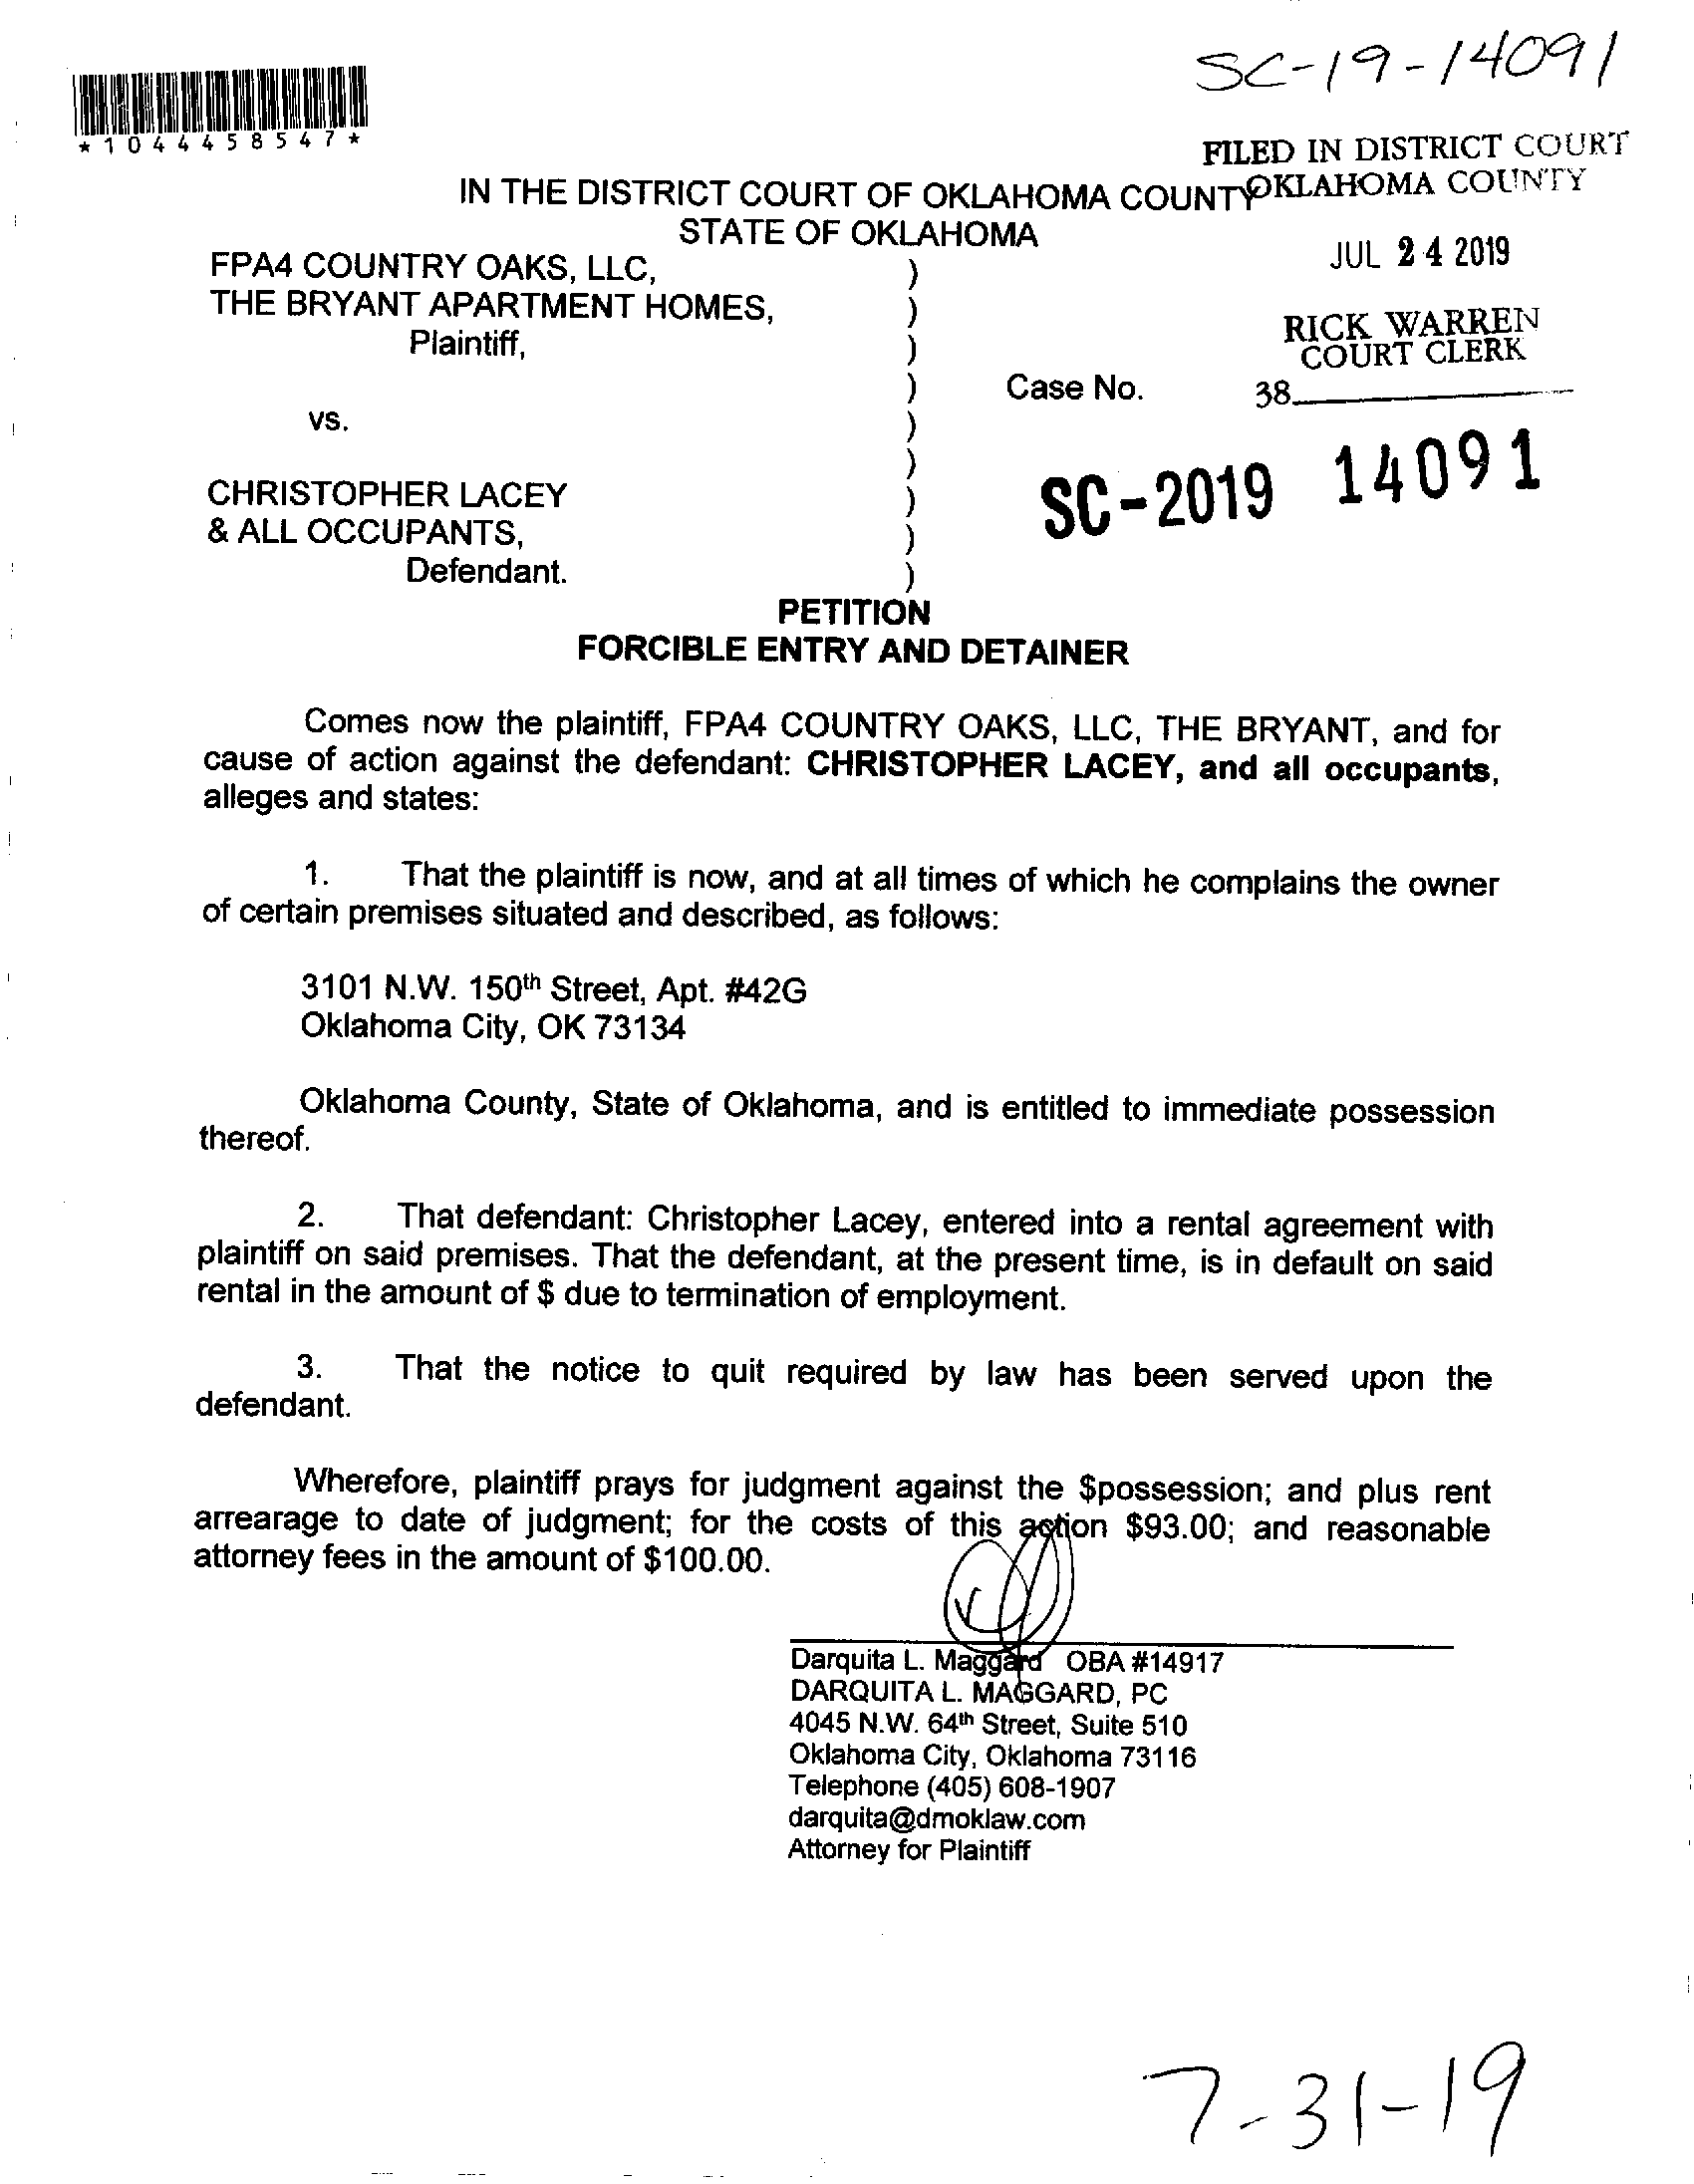 SC-19-14091
*1044458547*
FILED IN DISTRICT COURT
OKLAHOMA COUNTY
IN THE DISTRICT COURT OF OKLAHOMA COUNTY
STATE OF OKLAHOMA
JUL 24 2019
FPA4 COUNTRY OAKS, LLC, )
THE BRYANT APARTMENT HOMES, )
Plaintiff, )
RICK WARREN
COURT CLERK
) Case No. 38
vs. )
)
SC-2019 14091
CHRISTOPHER LACEY )
& ALL OCCUPANTS, )
Defendant. )
PETITION
FORCIBLE ENTRY AND DETAINER
Comes now the plaintiff, FPA4 COUNTRY OAKS, LLC, THE BRYANT, and for
cause of action against the defendant: CHRISTOPHER LACEY, and all occupants,
alleges and states:
1. That the plaintiff is now, and at all times of which he complains the owner
of certain premises situated and described, as follows:
3101 N.W. 150th Street, Apt. #42G
Oklahoma City, OK 73134
Oklahoma County, State of Oklahoma, and is entitled to immediate possession
thereof.
2. That defendant: Christopher Lacey, entered into a rental agreement with
plaintiff on said premises. That the defendant, at the present time, is in default on said
rental in the amount of $ due to termination of employment.
3. That the notice to quit required by law has been served upon the
defendant.
Wherefore, plaintiff prays for judgment against the $possession; and plus rent
arrearage to date of judgment; for the costs of this action $93.00; and reasonable
attorney fees in the amount of $100.00.
Darquita L. Maggard OBA #14917
DARQUITA L. MAGGARD, PC
4045 N.W. 64th Street, Suite 510
Oklahoma City, Oklahoma 73116
Telephone (405) 608-1907
darquita@dmoklaw.com
Attorney for Plaintiff
7-31-19